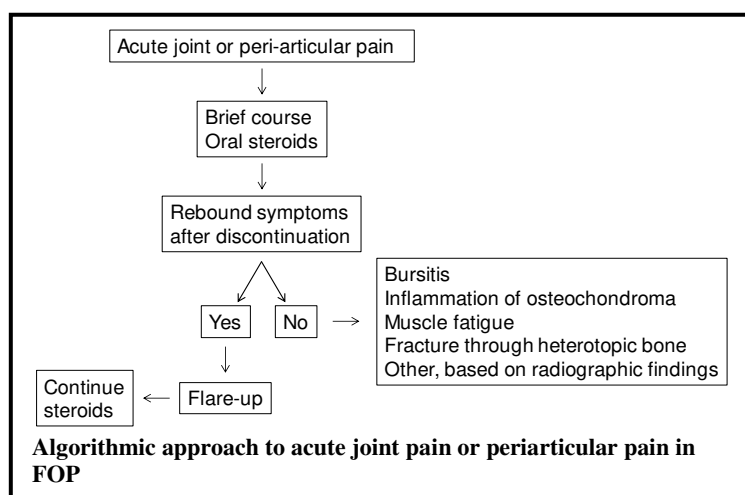 Acute joint or peri-articular pain
Brief course
Oral steroids
Rebound symptoms
after discontinuation
Yes
No
Bursitis
Inflammation of osteochondroma
Muscle fatigue
Fracture through heterotopic bone
Other, based on radiographic findings
Flare-up
Continue
steroids
Algorithmic approach to acute joint pain or periarticular pain in
FOP